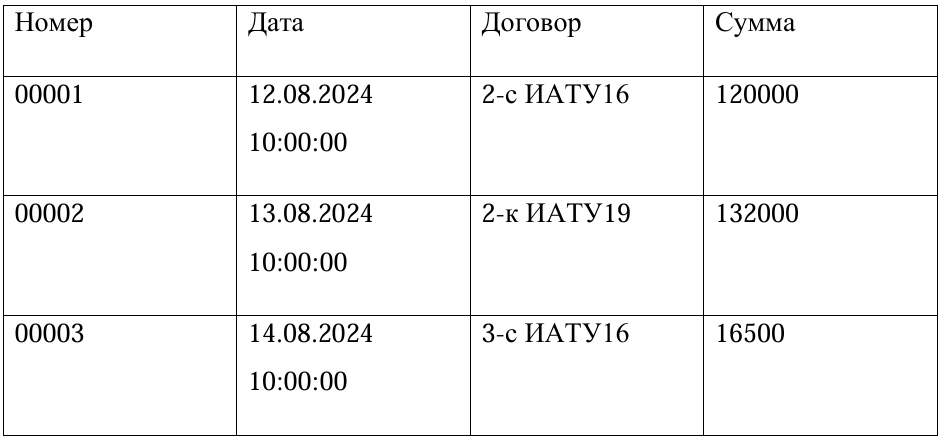 Номер Дата Договор Сумма
00001 12.08.2024 2-с ИАТУ16 120000
10:00:00
00002 13.08.2024 2-к ИАТУ19 132000
10:00:00
00003 14.08.2024 3-с ИАТУ16 16500
10:00:00